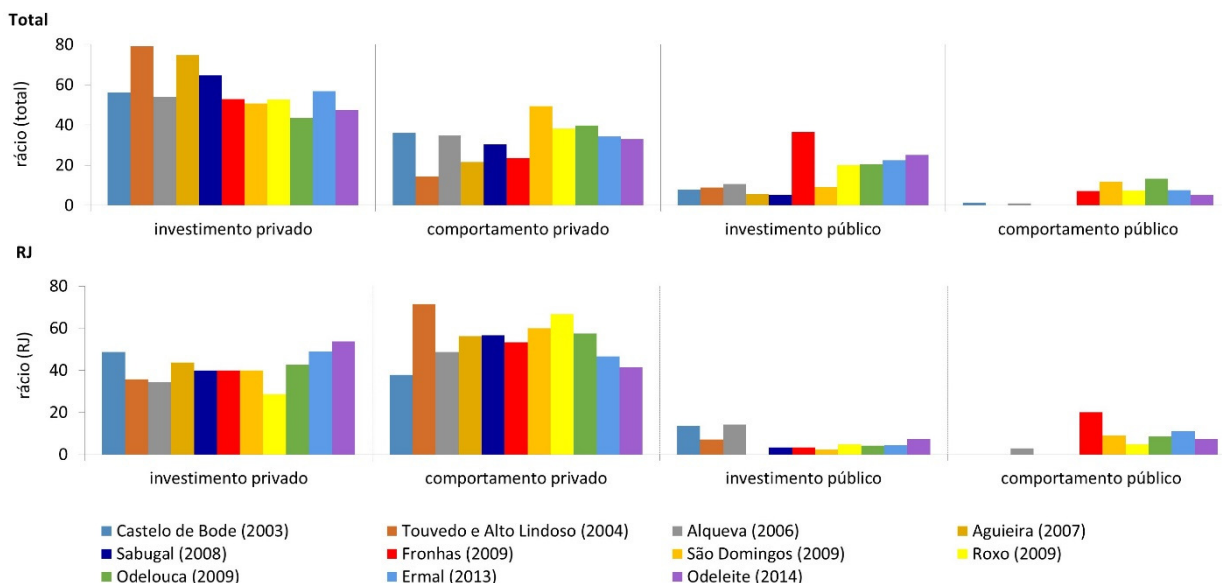 Total
rácio (total)
80
60
40
20
0
investimento privado
comportamento privado
investimento público
comportamento público
RJ
rácio (RJ)
80
60
40
20
0
investimento privado
comportamento privado
investimento público
comportamento público
Castelo de Bode (2003)
Touvedo e Alto Lindoso (2004)
Alqueva (2006)
Aguieira (2007)
Sabugal (2008)
Fronhas (2009)
São Domingos (2009)
Roxo (2009)
Odelouca (2009)
Ermal (2013)
Odeleite (2014)